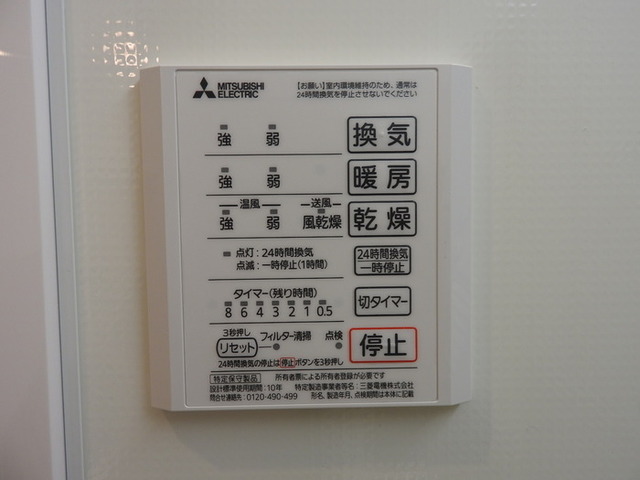 MITSUBISHI
ELECTRIC
【お願い】室内環境維持のため、通常は
24時間換気を停止させないでください
強 弱 換気
強 弱 暖房
温風 送風
強 弱 風乾燥 乾燥
点灯:24時間換気
点滅:一時停止(1時間)
24時間換気
一時停止
タイマー(残り時間)
8 6 4 3 2 1 0.5
切タイマー
3秒押し
リセット フィルター清掃 点検
停止
24時間換気の停止は停止ボタンを3秒押し
特定保守製品 所有者票による所有者登録が必要です
設計標準使用期間:10年 特定製造事業者等名:三菱電機株式会社
問合せ連絡先:0120-490-499 形名、製造年月、点検期間は本体に記載